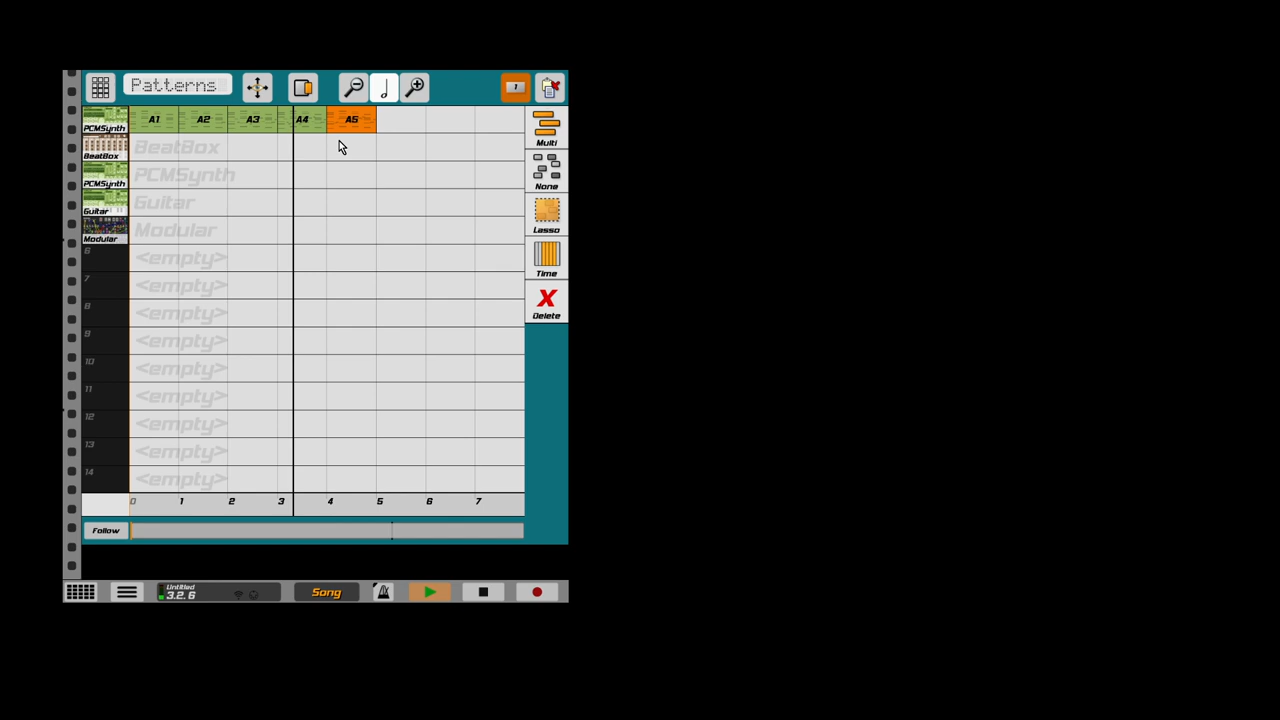 Patterns 1
PCMSynth A1 A2 A3 A4 A5
Multi
BeatBox BeatBox
PCMSynth PCMSynth
None
Guitar Guitar
Lasso
Modular Modular
6 <empty>
Time
7 <empty>
8 <empty>
Delete
9 <empty>
10 <empty>
11 <empty>
12 <empty>
13 <empty>
14 <empty>
0 1 2 3 4 5 6 7
Follow
Untitled
3.2.6
Song